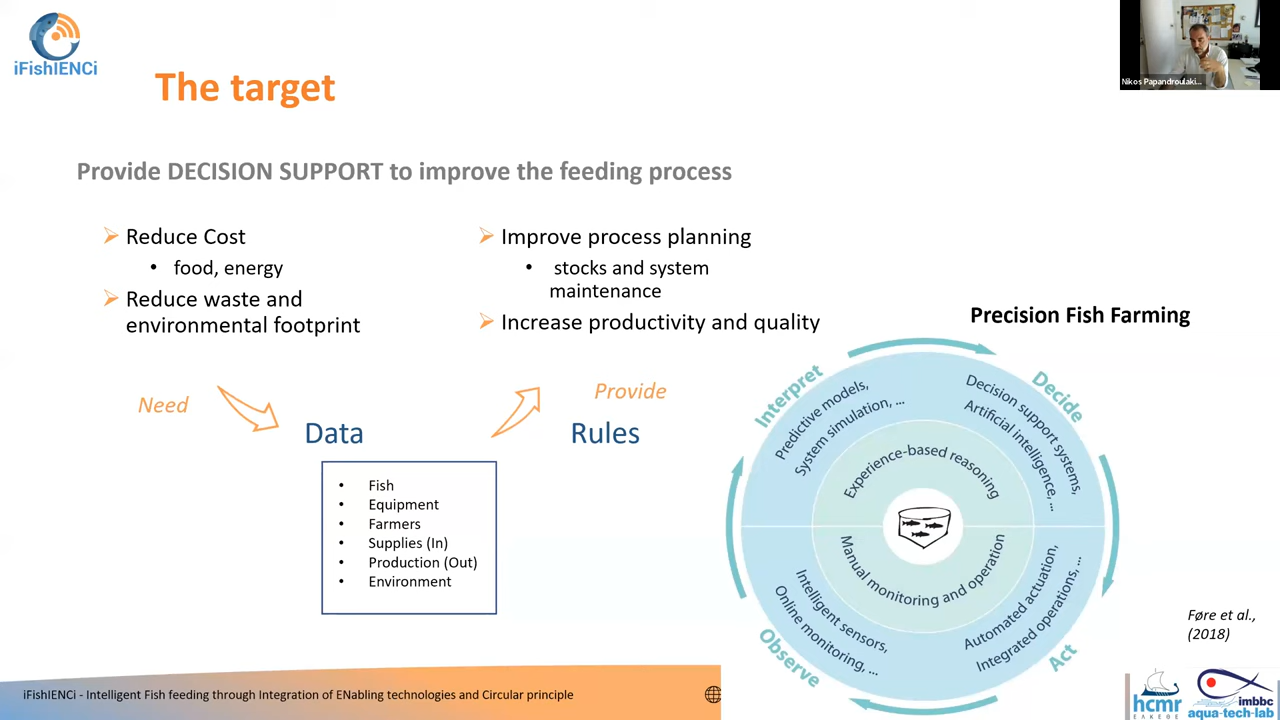 iFishIENCi
The target
Nikos Papandroulaki...
Provide DECISION SUPPORT to improve the feeding process
Reduce Cost
• food, energy
Reduce waste and
environmental footprint
Improve process planning
• stocks and system
maintenance
Increase productivity and quality
Need
Data
Provide
Rules
• Fish
• Equipment
• Farmers
• Supplies (In)
• Production (Out)
• Environment
Precision Fish Farming
Interpret
Predictive models,
System simulation, ...
Decide
Decision support systems,
Artificial intelligence, ...
Experience-based reasoning
Manual monitoring and operation
Observe
Intelligent sensors,
Online monitoring, ...
Act
Automated actuation,
Integrated operations, ...
Føre et al.,
(2018)
iFishIENCi - Intelligent Fish feeding through Integration of ENabling technologies and Circular principle
hcmr
ΕΛΚΕΘΕ
imbbc
aqua-tech-lab